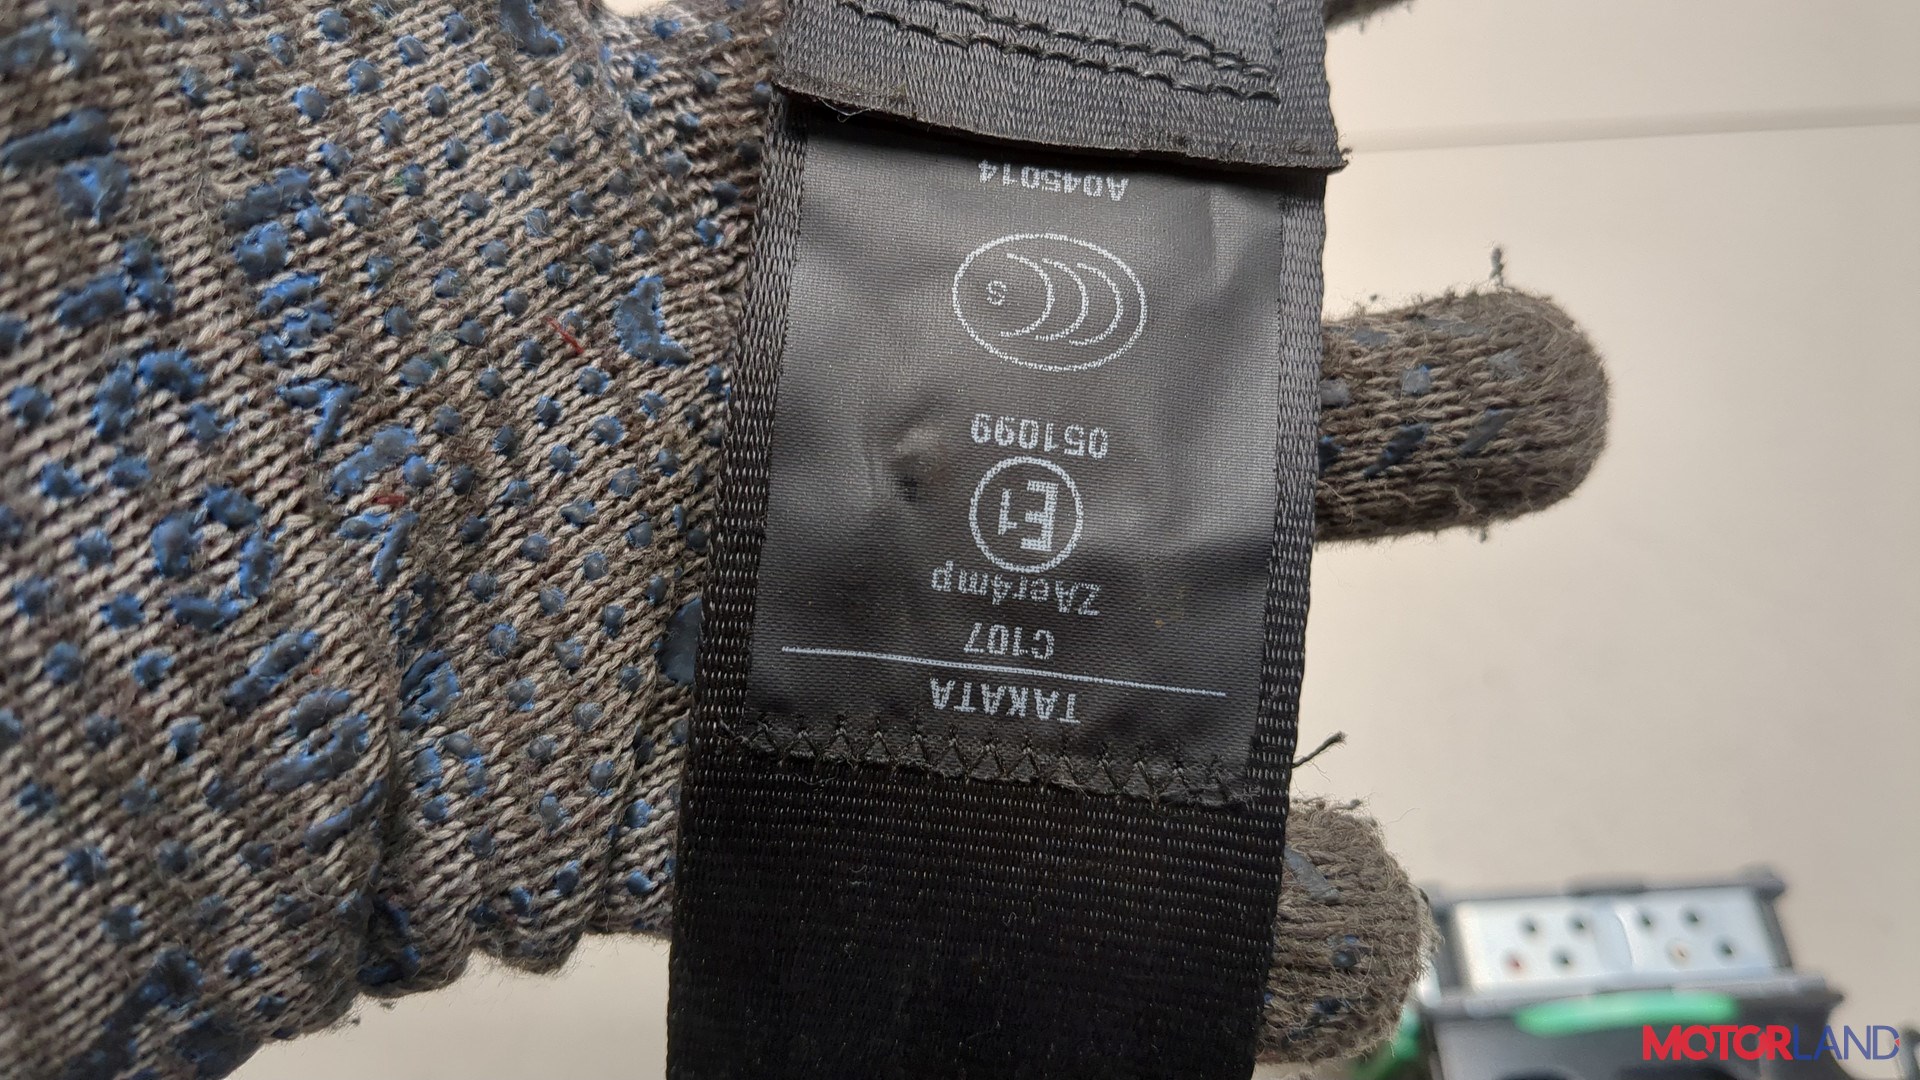 TAKATA
C107
ZAer4mp
E1
051099
S
A045014
MOTORLAND